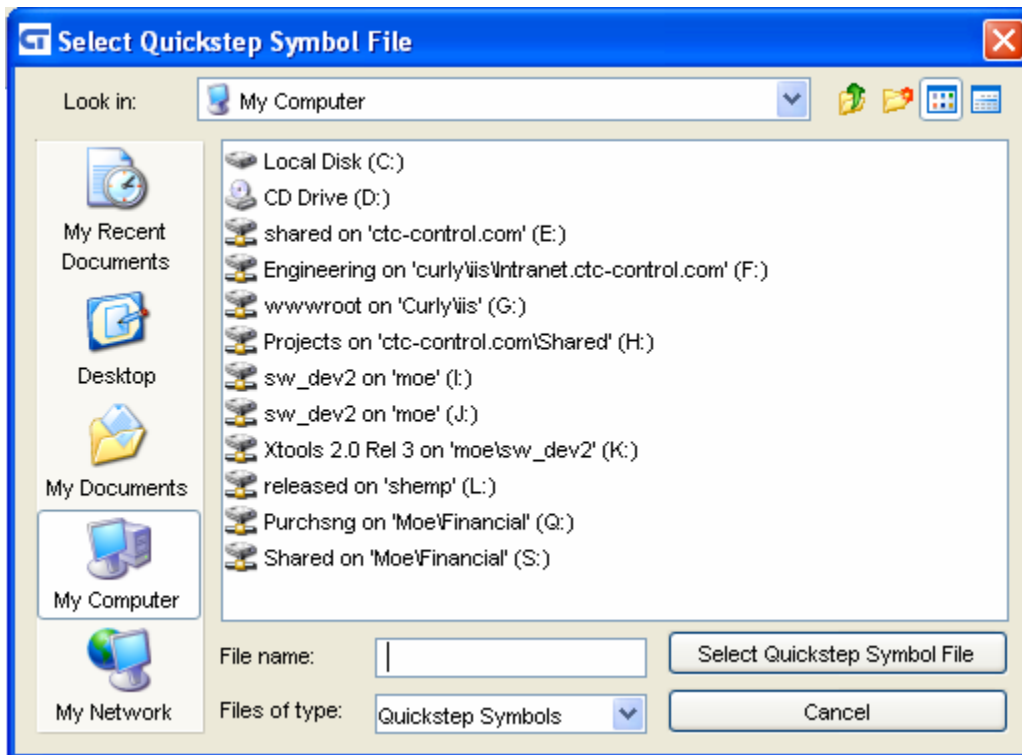 CT Select Quickstep Symbol File
Look in:
My Computer
My Recent
Documents
Desktop
My Documents
My Computer
My Network
Local Disk (C:)
CD Drive (D:)
shared on 'ctc-control.com' (E:)
Engineering on 'curly\iis\Intranet.ctc-control.com' (F:)
wwwroot on 'Curly\iis' (G:)
Projects on 'ctc-control.com\Shared' (H:)
sw_dev2 on 'moe' (I:)
sw_dev2 on 'moe' (J:)
Xtools 2.0 Rel 3 on 'moe\sw_dev2' (K:)
released on 'shemp' (L:)
Purchsng on 'Moe\Financial' (Q:)
Shared on 'Moe\Financial' (S:)
File name:
Select Quickstep Symbol File
Files of type:
Quickstep Symbols
Cancel